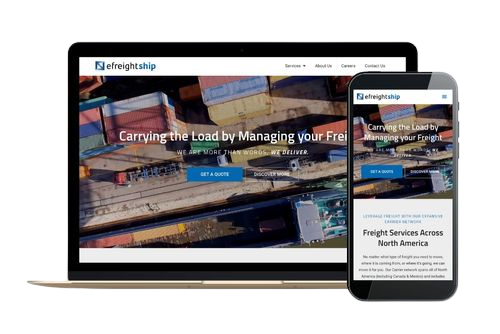 efreightship
Services About Us Careers Contact Us
Carrying the Load by Managing your Frei
WE ARE MORE THAN WORDS, WE DELIVER.
GET A QUOTE DISCOVER MORE
efreightship
Carrying the Load by
Managing your Freight
WE ARE MORE THAN WORDS, WE
DELIVER.
GET A QUOTE DISCOVER MORE
LEVERAGE FREIGHT WITH OUR EXPANSIVE
CARRIER NETWORK
Freight Services Across
North America
No matter what type of freight you need to move,
where it is coming from, or where it's going, we can
move it for you. Our Carrier network spans all of
North America (including Canada & Mexico) and includes